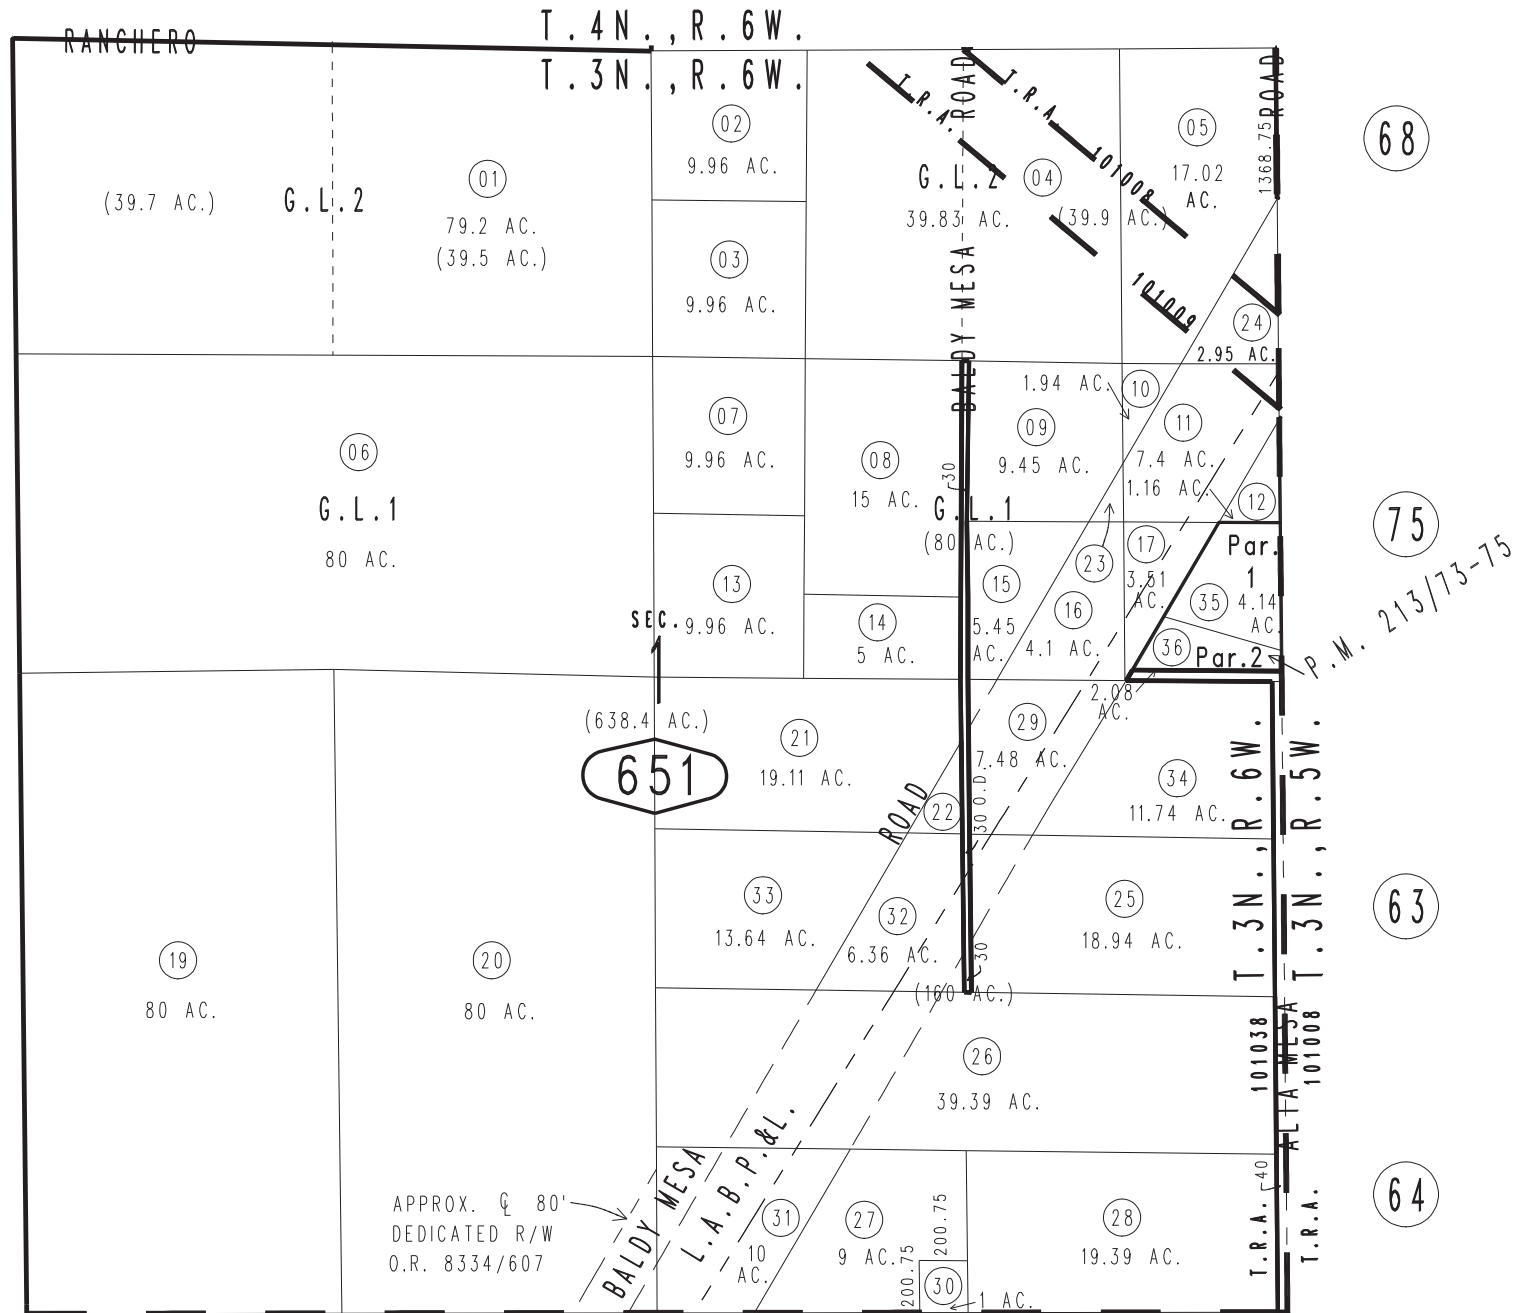 T.4N.,R.6W.
RANCHERO
T.3N.,R.6W.
ROAD
ROAD
T.R.A.
T.R.A.
101008
101009
1368.75
68
01
79.2 AC.
(39.5 AC.)
(39.7 AC.)
G.L.2
02
9.96 AC.
03
9.96 AC.
G.L.2
39.83 AC.
04
(39.9 AC.)
05
17.02
AC.
BALDY MESA
24
2.95 AC.
06
G.L.1
80 AC.
07
9.96 AC.
08
15 AC.
30
G.L.1
(80 AC.)
09
9.45 AC.
1.94 AC.
10
11
7.4 AC.
1.16 AC.
12
75
13
9.96 AC.
14
5 AC.
15
5.45
AC.
16
4.1 AC.
23
17
3.51
AC.
Par.
1
35
4.14
AC.
36
Par.2
P.M. 213/73-75
2.08
AC.
SEC.
1
(638.4 AC.)
651
21
19.11 AC.
ROAD
22
29
7.48 AC.
30 O.D.
34
11.74 AC.
T.3N.,R.6W.
T.3N.,R.5W.
33
13.64 AC.
32
6.36 AC.
30
(160 AC.)
25
18.94 AC.
63
19
80 AC.
20
80 AC.
26
39.39 AC.
ALTA MESA
T.R.A. 101038
T.R.A. 101008
40
64
APPROX. ℄ 80'
DEDICATED R/W
O.R. 8334/607
BALDY MESA
L.A.B.P.&L.
31
10
AC.
27
9 AC.
200.75
200.75
30
1 AC.
28
19.39 AC.